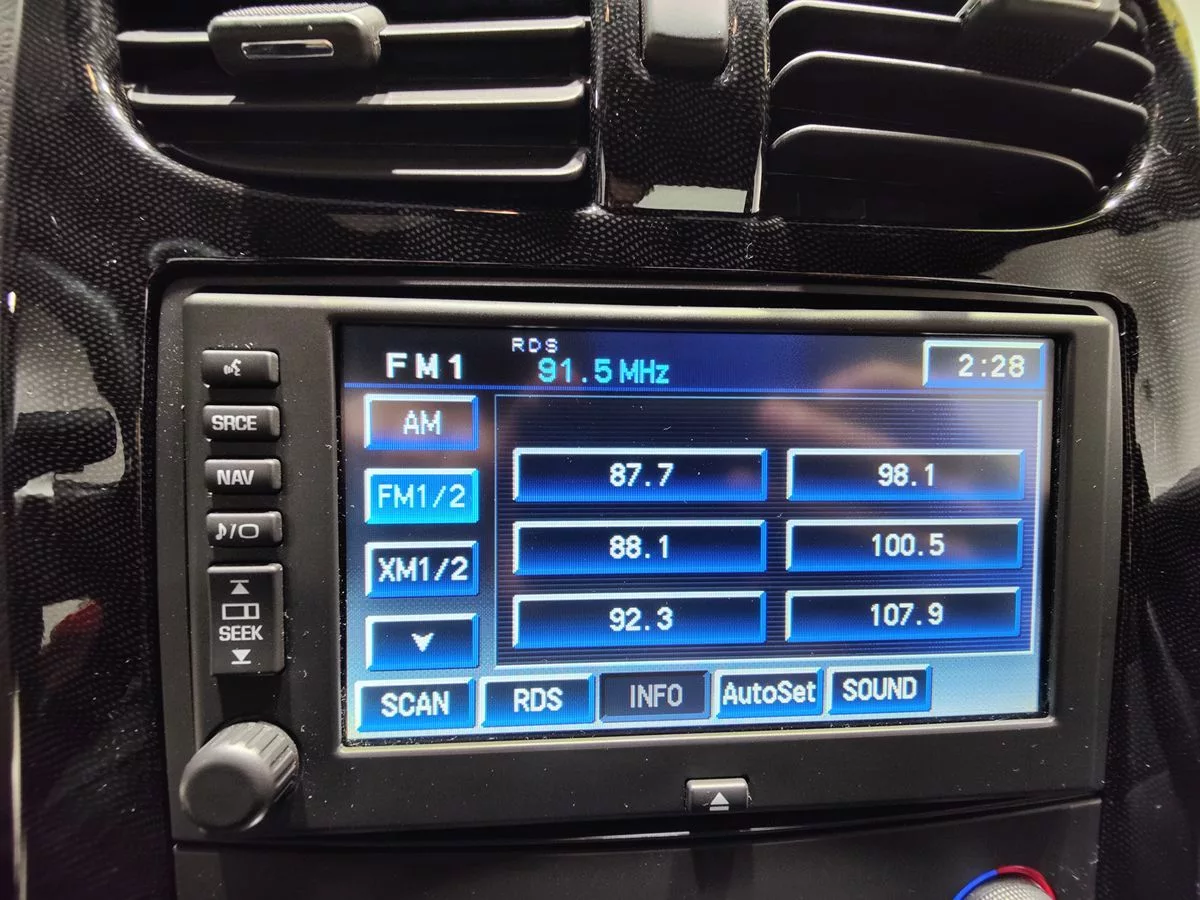 RDS
FM1 91.5 MHz 2:28
AM
FM1/2
XM1/2
87.7 98.1
88.1 100.5
92.3 107.9
SCAN RDS INFO AutoSet SOUND
SRCE
NAV
SEEK